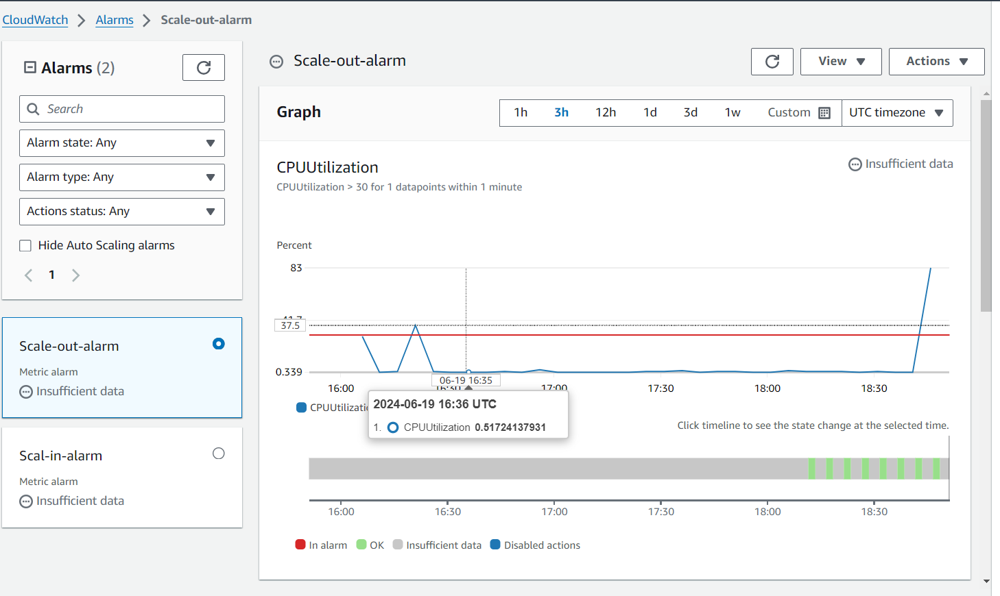 CloudWatch > Alarms > Scale-out-alarm
Alarms (2)
Search
Alarm state: Any
Alarm type: Any
Actions status: Any
Hide Auto Scaling alarms
1
Scale-out-alarm
Metric alarm
Insufficient data
Scal-in-alarm
Metric alarm
Insufficient data
Scale-out-alarm
View
Actions
Graph
1h 3h 12h 1d 3d 1w Custom UTC timezone
CPUUtilization
Insufficient data
CPUUtilization > 30 for 1 datapoints within 1 minute
Percent
83
37.5
0.339
06-19 16:35
16:00 16:30 17:00 17:30 18:00 18:30
2024-06-19 16:36 UTC
1. CPUUtilization 0.51724137931
Click timeline to see the state change at the selected time.
16:00 16:30 17:00 17:30 18:00 18:30
In alarm OK Insufficient data Disabled actions